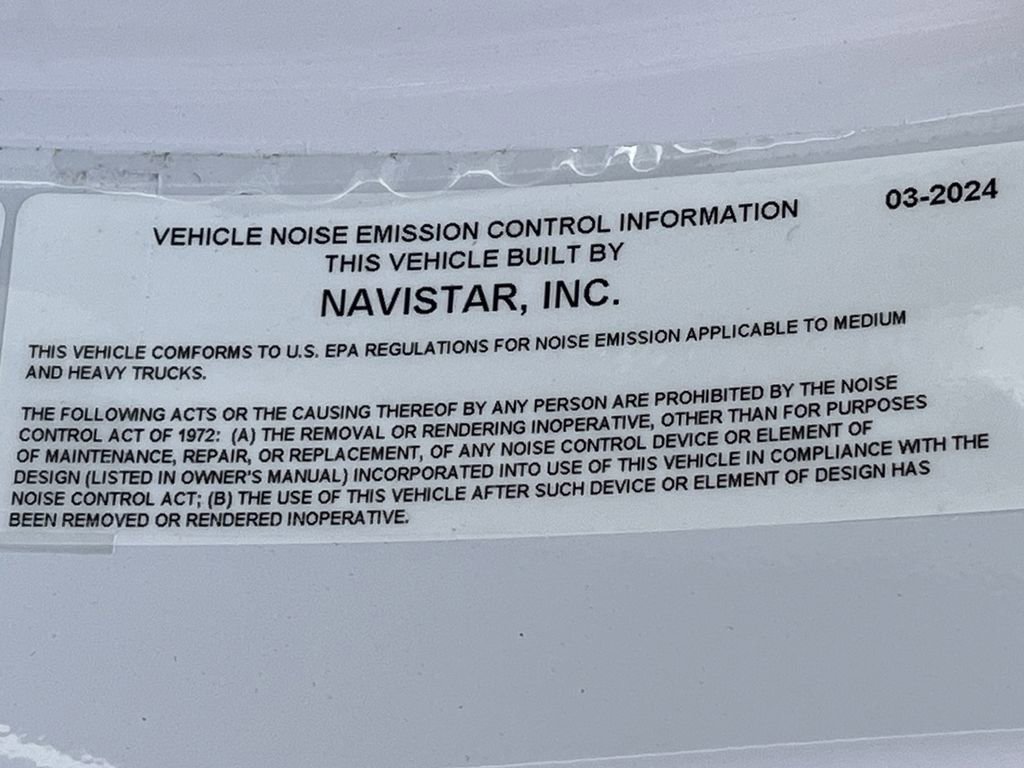 03-2024
VEHICLE NOISE EMISSION CONTROL INFORMATION
THIS VEHICLE BUILT BY
NAVISTAR, INC.
THIS VEHICLE COMFORMS TO U.S. EPA REGULATIONS FOR NOISE EMISSION APPLICABLE TO MEDIUM
AND HEAVY TRUCKS.
THE FOLLOWING ACTS OR THE CAUSING THEREOF BY ANY PERSON ARE PROHIBITED BY THE NOISE
CONTROL ACT OF 1972: (A) THE REMOVAL OR RENDERING INOPERATIVE, OTHER THAN FOR PURPOSES
OF MAINTENANCE, REPAIR, OR REPLACEMENT, OF ANY NOISE CONTROL DEVICE OR ELEMENT OF
DESIGN (LISTED IN OWNER'S MANUAL) INCORPORATED INTO USE OF THIS VEHICLE IN COMPLIANCE WITH THE
NOISE CONTROL ACT; (B) THE USE OF THIS VEHICLE AFTER SUCH DEVICE OR ELEMENT OF DESIGN HAS
BEEN REMOVED OR RENDERED INOPERATIVE.